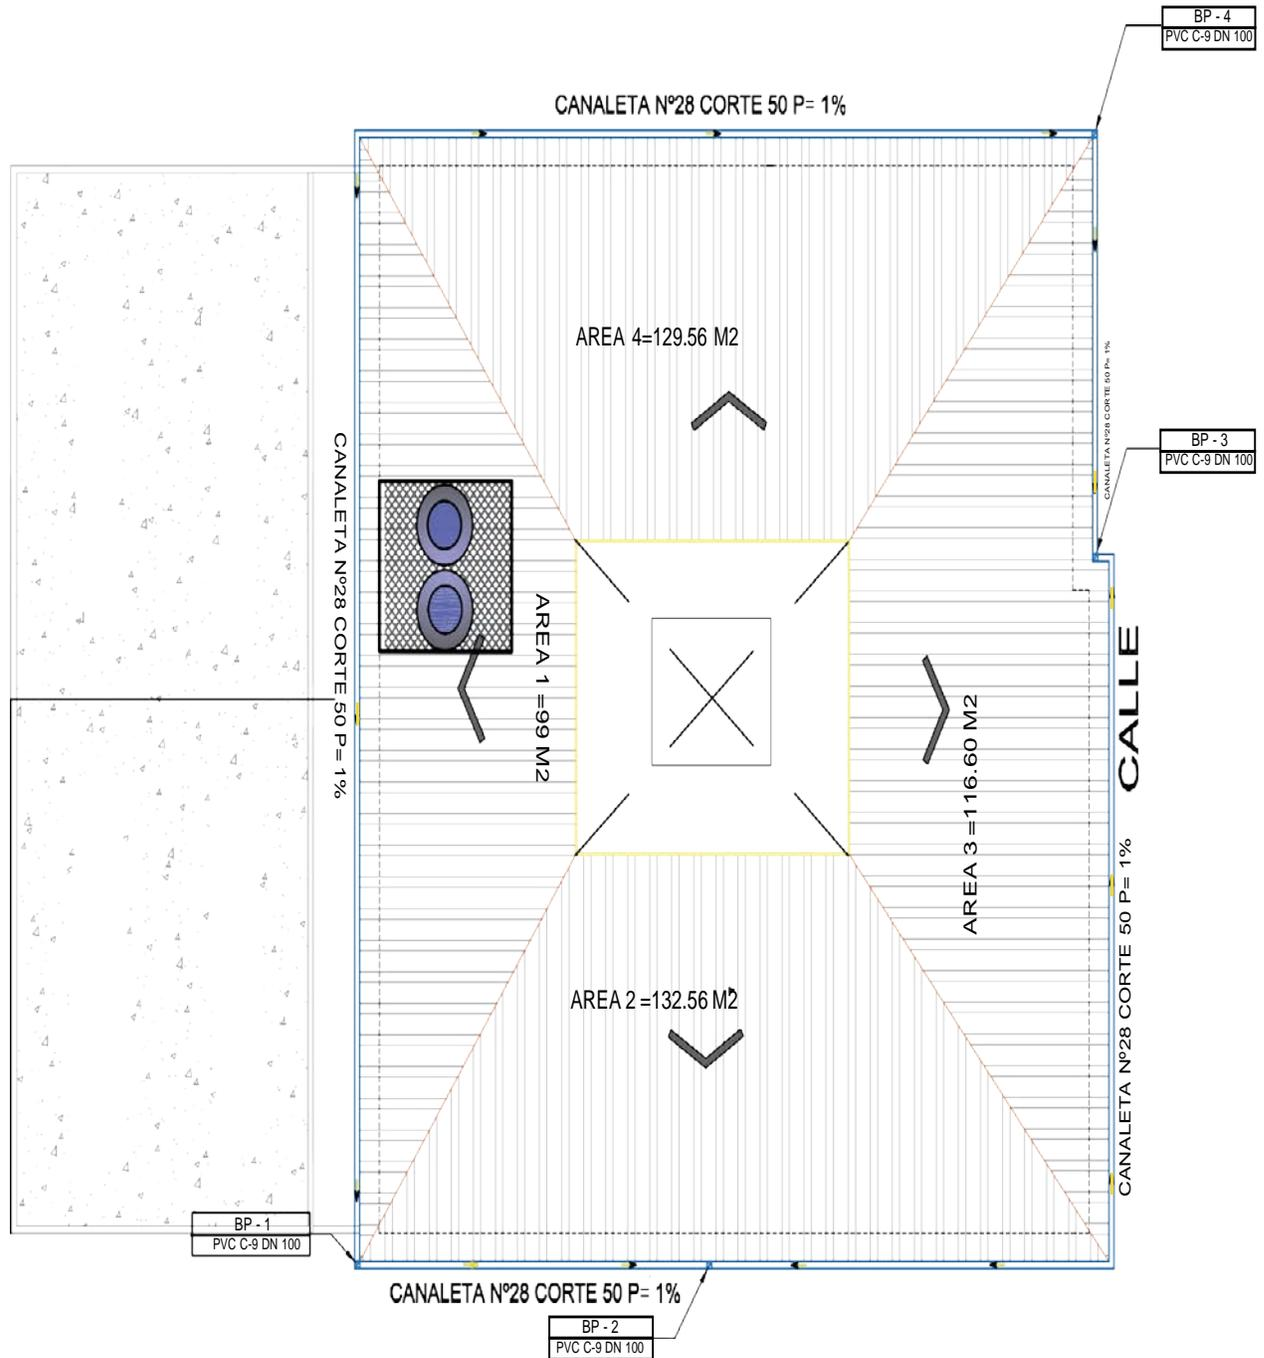 BP - 4
PVC C-9 DN 100
CANALETA Nº28 CORTE 50 P= 1%
AREA 4=129.56 M2
CANALETA Nº28 CORTE 50 P= 1%
BP - 3
PVC C-9 DN 100
CANALETA Nº28 CORTE 50 P= 1%
AREA 1 =99 M2
CALLE
AREA 3 =116.60 M2
CANALETA Nº28 CORTE 50 P= 1%
AREA 2 =132.56 M2
BP - 1
PVC C-9 DN 100
CANALETA Nº28 CORTE 50 P= 1%
BP - 2
PVC C-9 DN 100